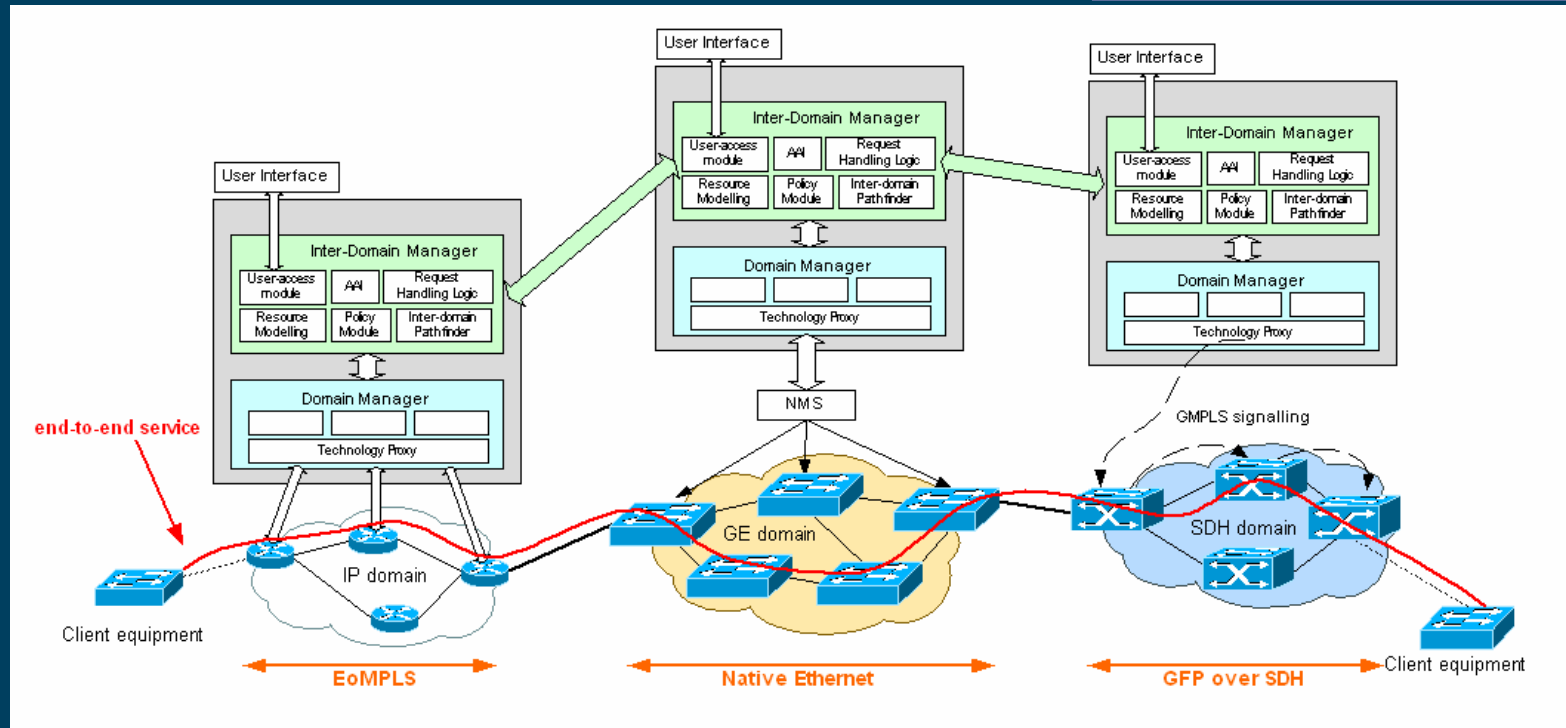 User Interface
Inter-Domain Manager
User-access
module
AAI
Request
Handling Logic
Resource
Modelling
Policy
Module
Inter-domain
Pathfinder
Domain Manager
Technology Proxy
end-to-end service
IP domain
Client equipment
EoMPLS
User Interface
Inter-Domain Manager
User-access
module
AAI
Request
Handling Logic
Resource
Modelling
Policy
Module
Inter-domain
Pathfinder
Domain Manager
Technology Proxy
NMS
GE domain
Native Ethernet
User Interface
Inter-Domain Manager
User-access
module
AAI
Request
Handling Logic
Resource
Modelling
Policy
Module
Inter-domain
Pathfinder
Domain Manager
Technology Proxy
GMPLS signalling
SDH domain
Client equipment
GFP over SDH